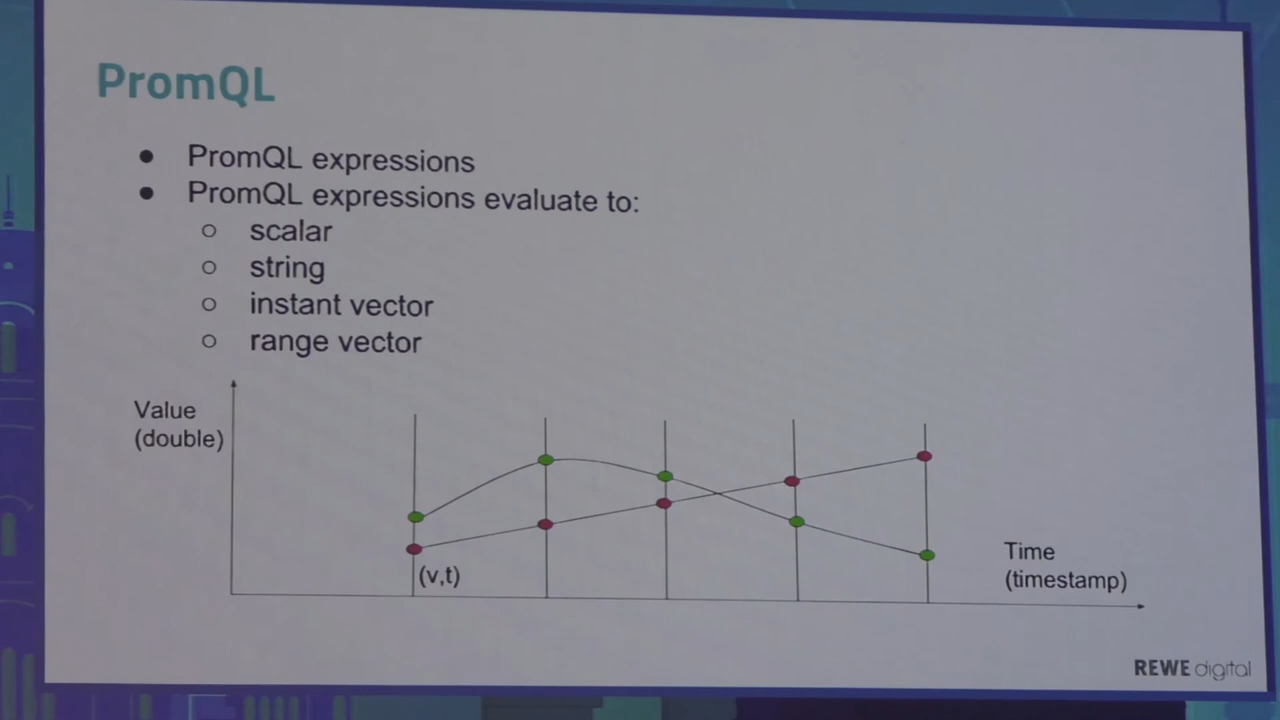 PromQL
● PromQL expressions
● PromQL expressions evaluate to:
○ scalar
○ string
○ instant vector
○ range vector
Value
(double)
(v,t)
Time
(timestamp)
REWE digital